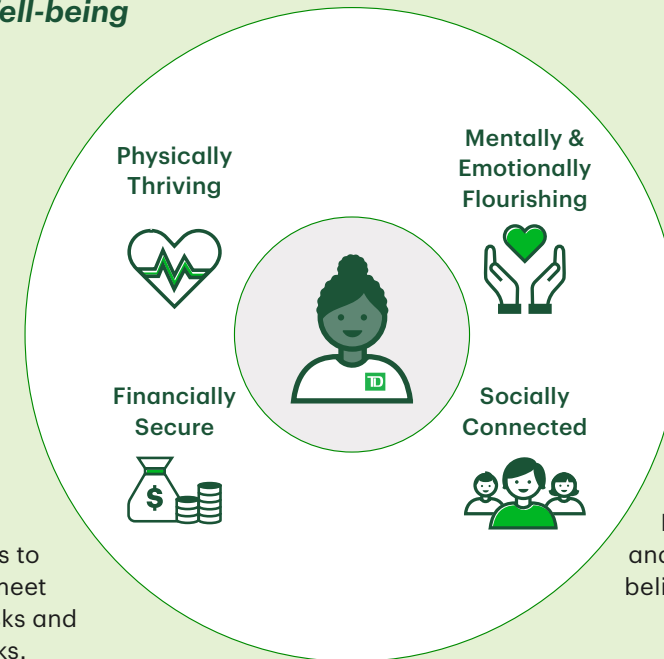 ell-being
Physically
Thriving
Mentally &
Emotionally
Flourishing
TD
Financially
Secure
Socially
Connected
$
s to
neet
ks and
ks.
and
beli